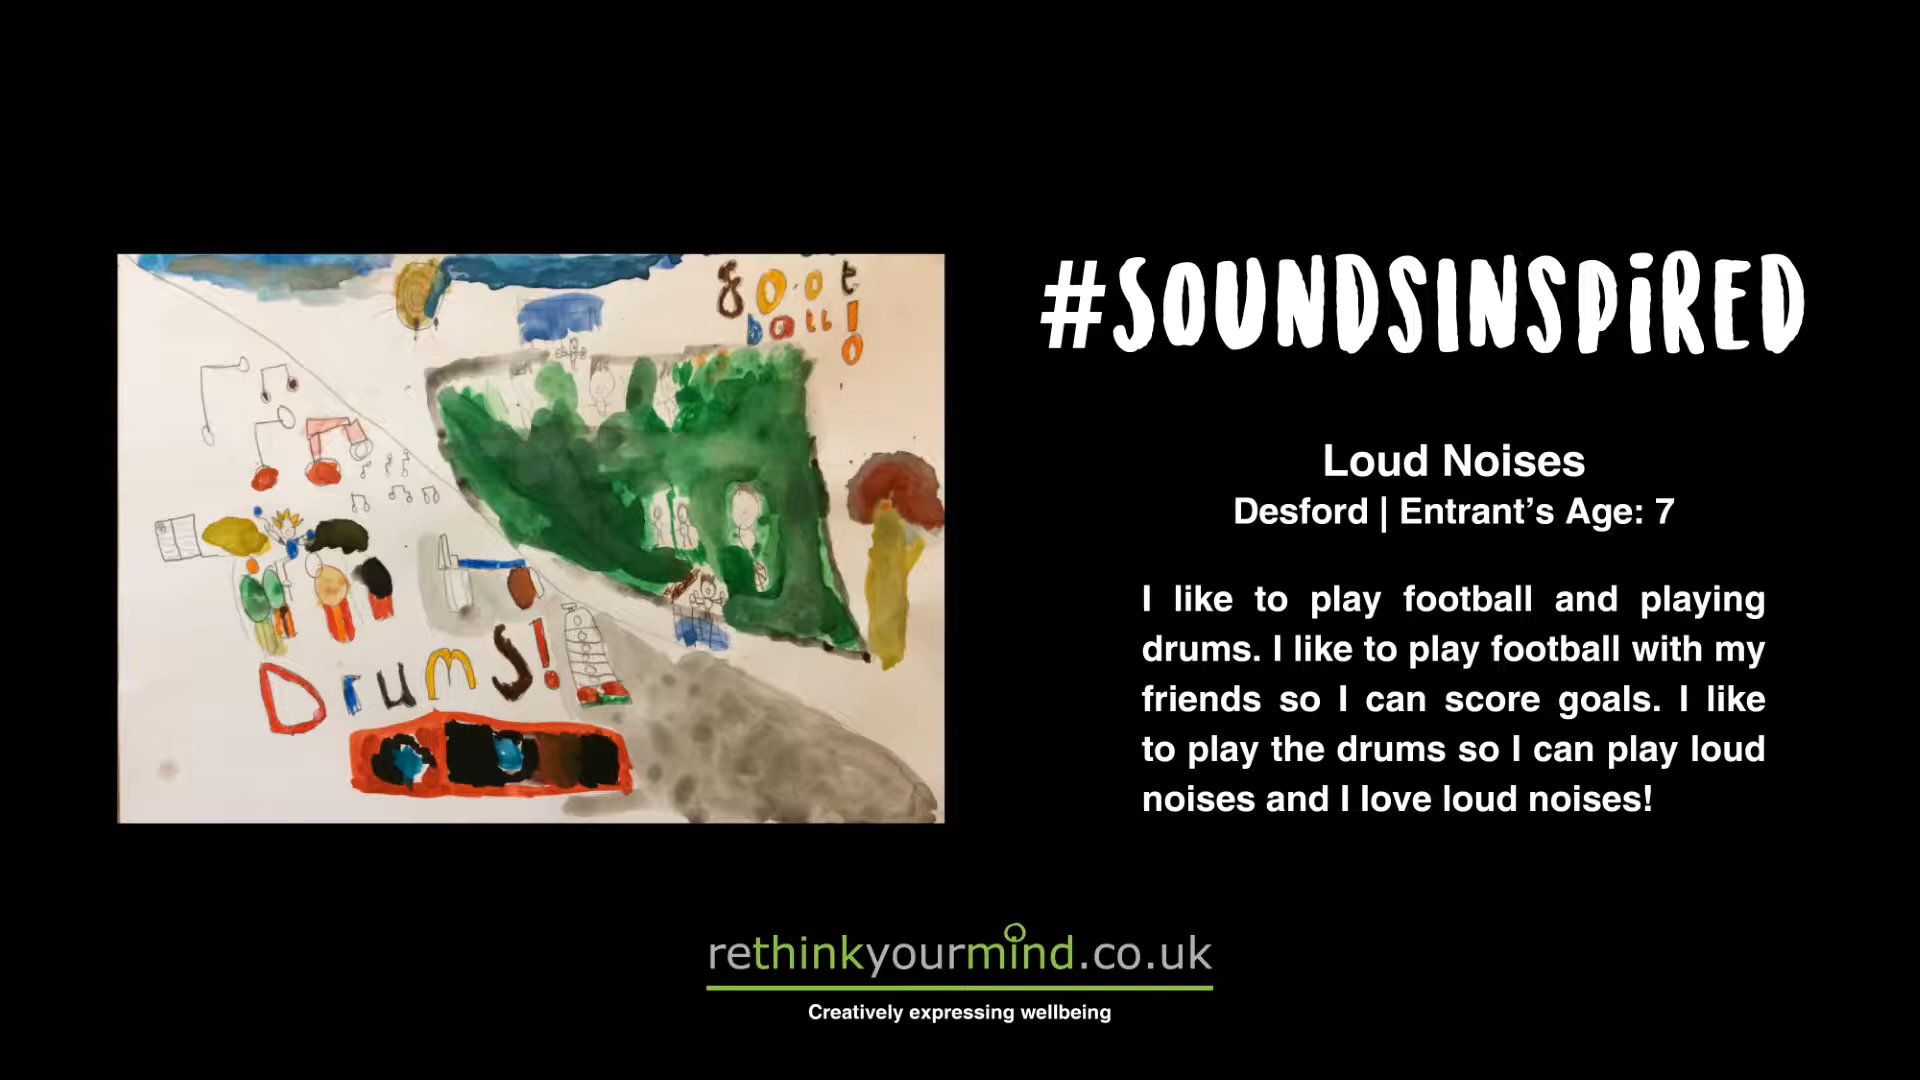 foot
ball!
Drums!
#SOUNDSINSPiRED
Loud Noises
Desford | Entrant’s Age: 7
I like to play football and playing
drums. I like to play football with my
friends so I can score goals. I like
to play the drums so I can play loud
noises and I love loud noises!
rethinkyourmind.co.uk
Creatively expressing wellbeing